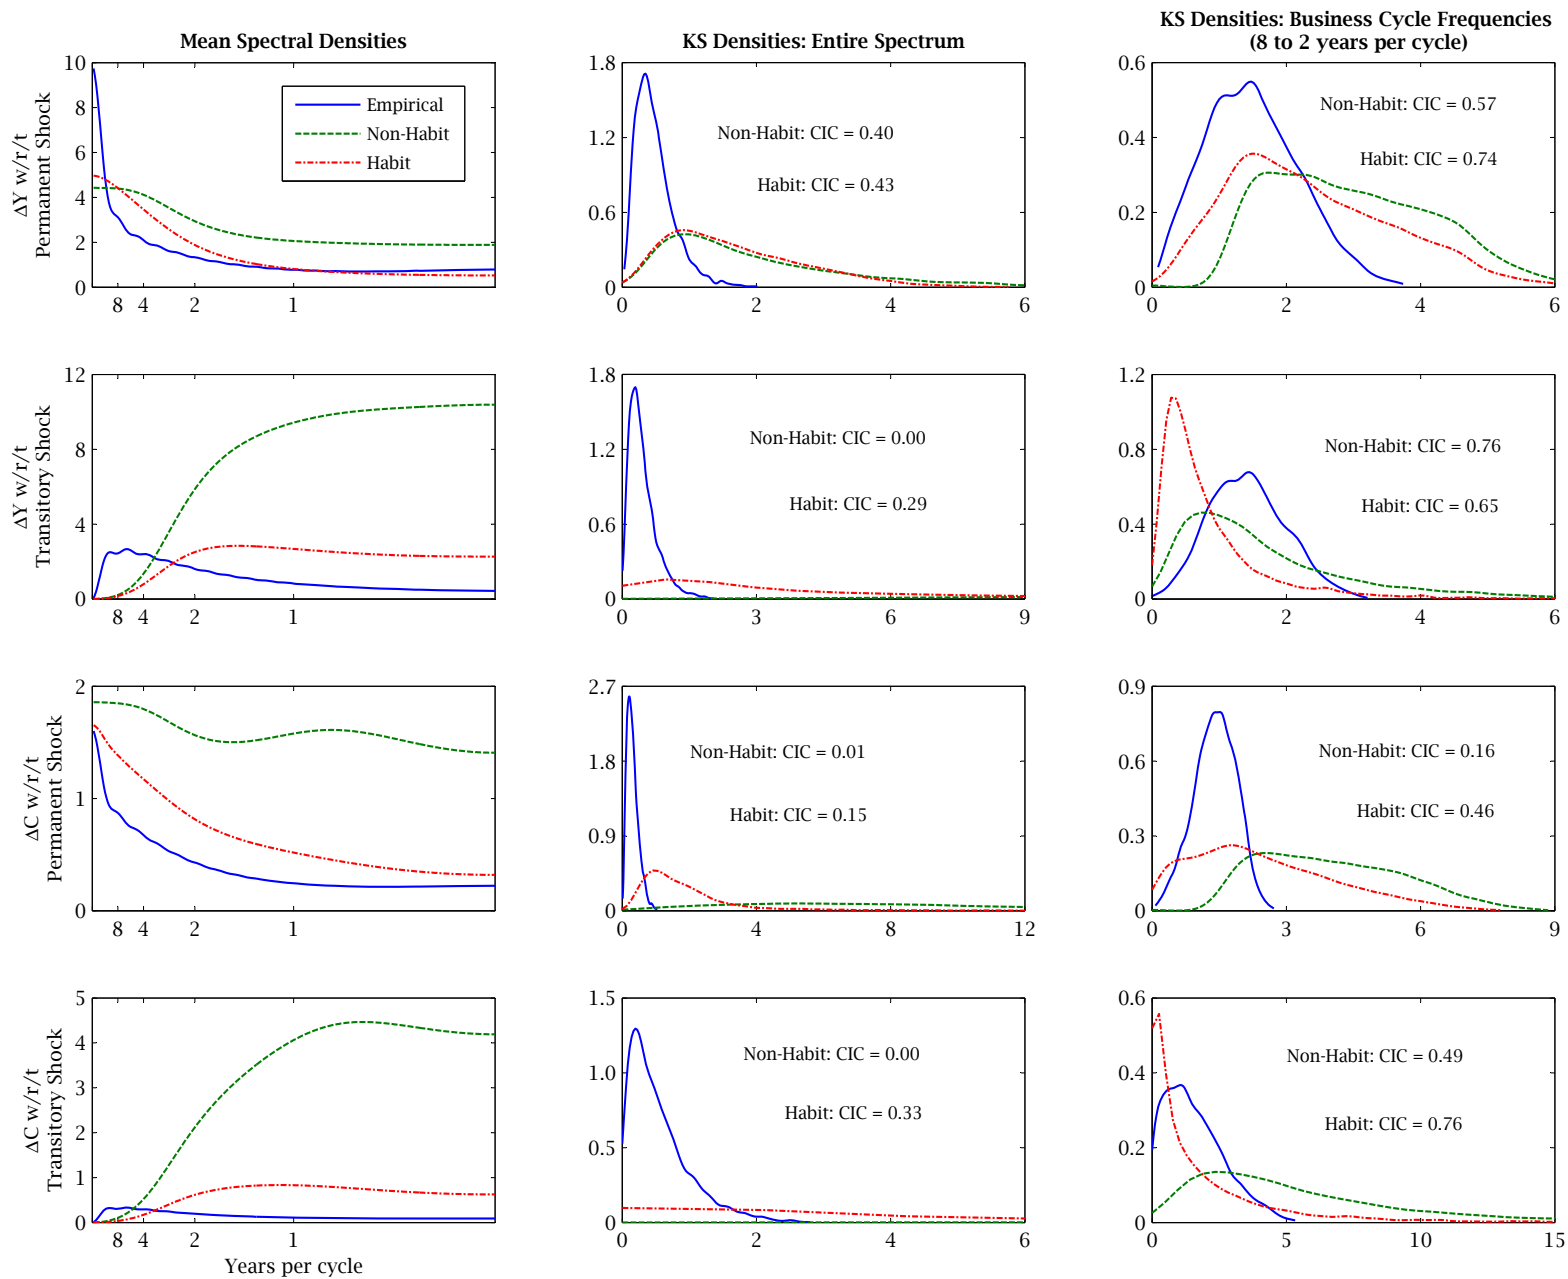 Mean Spectral Densities
KS Densities: Entire Spectrum
KS Densities: Business Cycle Frequencies
(8 to 2 years per cycle)
ΔY w/r/t
Permanent Shock
10
8
6
4
2
0
8 4 2 1
Empirical
Non-Habit
Habit
1.8
1.2
0.6
0
0 2 4 6
Non-Habit: CIC = 0.40
Habit: CIC = 0.43
0.6
0.4
0.2
0
0 2 4 6
Non-Habit: CIC = 0.57
Habit: CIC = 0.74
ΔY w/r/t
Transitory Shock
12
8
4
0
8 4 2 1
1.8
1.2
0.6
0
0 3 6 9
Non-Habit: CIC = 0.00
Habit: CIC = 0.29
1.2
0.8
0.4
0
0 2 4 6
Non-Habit: CIC = 0.76
Habit: CIC = 0.65
ΔC w/r/t
Permanent Shock
2
1
0
8 4 2 1
2.7
1.8
0.9
0
0 4 8 12
Non-Habit: CIC = 0.01
Habit: CIC = 0.15
0.9
0.6
0.3
0
0 3 6 9
Non-Habit: CIC = 0.16
Habit: CIC = 0.46
ΔC w/r/t
Transitory Shock
5
4
3
2
1
0
8 4 2 1
Years per cycle
1.5
1.0
0.5
0
0 2 4 6
Non-Habit: CIC = 0.00
Habit: CIC = 0.33
0.6
0.4
0.2
0
0 5 10 15
Non-Habit: CIC = 0.49
Habit: CIC = 0.76